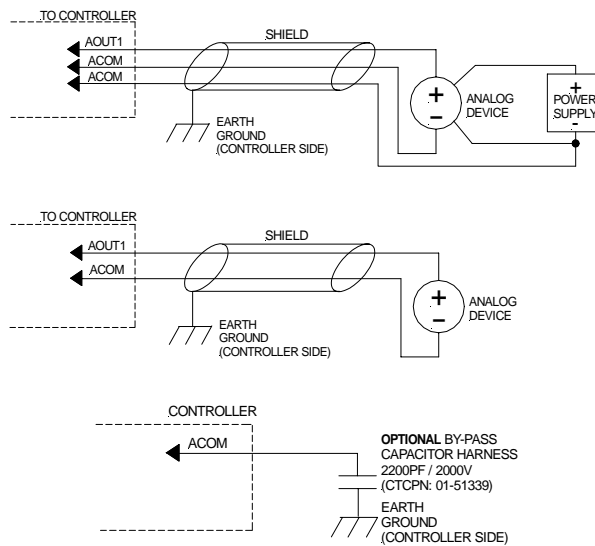 TO CONTROLLER
AOUT1
SHIELD
ACOM
ACOM
+
-
ANALOG
DEVICE
+
POWER
SUPPLY
-
EARTH
GROUND
(CONTROLLER SIDE)
TO CONTROLLER
AOUT1
SHIELD
ACOM
+
-
ANALOG
DEVICE
EARTH
GROUND
(CONTROLLER SIDE)
CONTROLLER
ACOM
OPTIONAL BY-PASS
CAPACITOR HARNESS
2200PF / 2000V
(CTCPN: 01-51339)
EARTH
GROUND
(CONTROLLER SIDE)